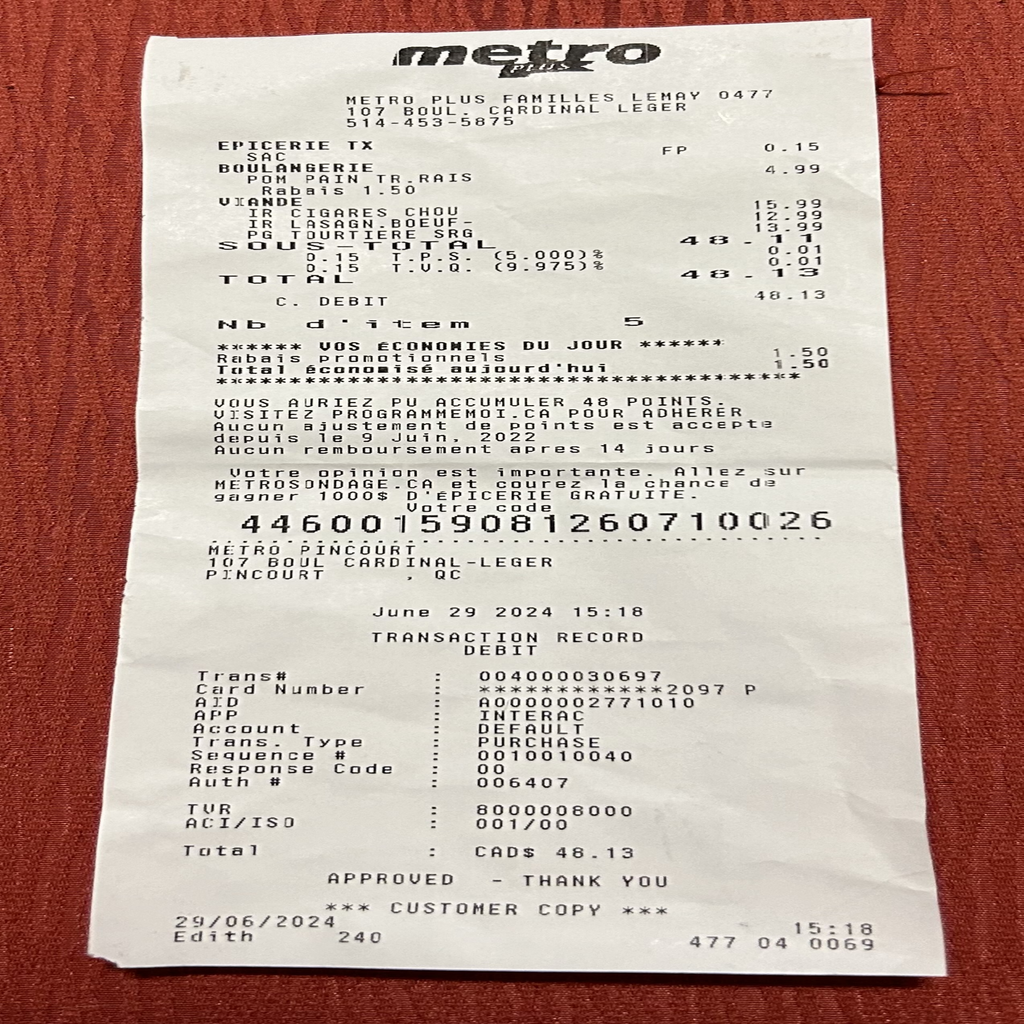 metro
PLUS
METRO PLUS FAMILLES LEMAY 0477
107 BOUL. CARDINAL LEGER
514-453-5875
EPICERIE TX
SAC FP 0.15
BOULANGERIE
POM PAIN TR.RAIS 4.99
Rabais 1.50
VIANDE
IR CIGARES CHOU 15.99
IR LASAGN.BOEUF- 12.99
PG TOURTIERE SRG 13.99
SOUS-TOTAL 48.11
0.15 T.P.S. (5.000)% 0.01
0.15 T.V.Q. (9.975)% 0.01
TOTAL 48.13
C. DEBIT 48.13
Nb d'item 5
****** VOS ÉCONOMIES DU JOUR ******
Rabais promotionnels 1.50
Total économisé aujourd'hui 1.50
****************************************
VOUS AURIEZ PU ACCUMULER 48 POINTS.
VISITEZ PROGRAMMEMOI.CA POUR ADHERER
Aucun ajustement de points est accepte
depuis le 9 Juin, 2022
Aucun remboursement apres 14 jours
Votre opinion est importante. Allez sur
METROSONDAGE.CA et courez la chance de
gagner 1000$ D'ÉPICERIE GRATUITE.
Votre code
44600159081260710026
METRO PINCOURT
107 BOUL CARDINAL-LEGER
PINCOURT , QC
June 29 2024 15:18
TRANSACTION RECORD
DEBIT
Trans# : 004000030697
Card Number : ************2097 P
AID : A0000002771010
APP : INTERAC
Account : DEFAULT
Trans. Type : PURCHASE
Sequence # : 0010010040
Response Code : 00
Auth # : 006407
TVR : 8000008000
ACI/ISO : 001/00
Total : CAD$ 48.13
APPROVED - THANK YOU
*** CUSTOMER COPY ***
29/06/2024 15:18
Edith 240 477 04 0069